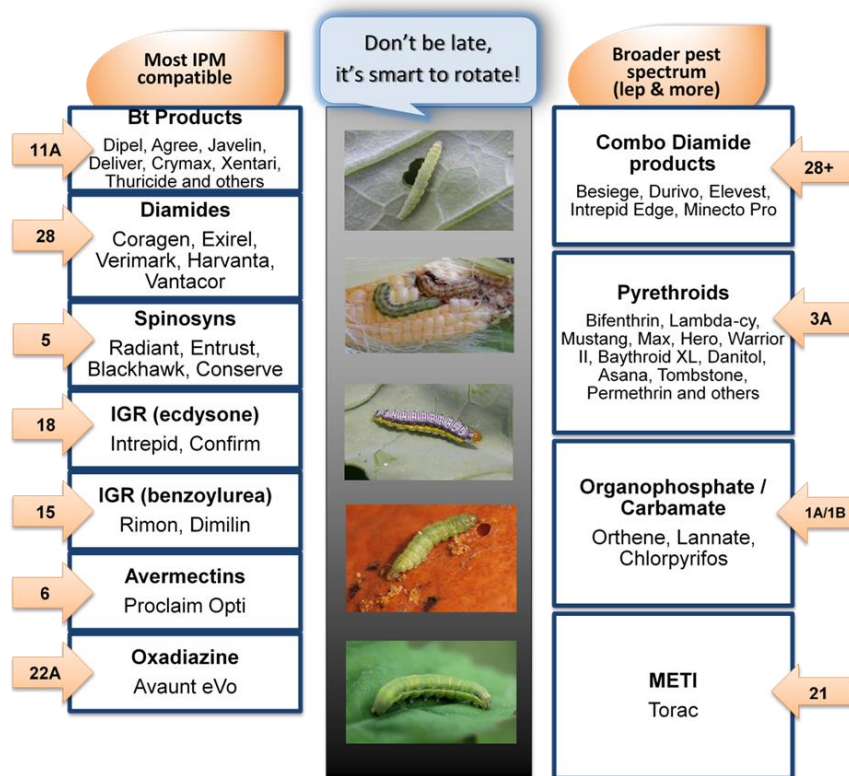 Most IPM
compatible
Don't be late,
it's smart to rotate!
Broader pest
spectrum
(lep & more)
11A
Bt Products
Dipel, Agree, Javelin,
Deliver, Crymax, Xentari,
Thuricide and others
28
Diamides
Coragen, Exirel,
Verimark, Harvanta,
Vantacor
5
Spinosyns
Radiant, Entrust,
Blackhawk, Conserve
18
IGR (ecdysone)
Intrepid, Confirm
15
IGR (benzoylurea)
Rimon, Dimilin
6
Avermectins
Proclaim Opti
22A
Oxadiazine
Avaunt eVo
Combo Diamide
products
Besiege, Durivo, Elevest,
Intrepid Edge, Minecto Pro
28+
Pyrethroids
Bifenthrin, Lambda-cy,
Mustang, Max, Hero, Warrior
II, Baythroid XL, Danitol,
Asana, Tombstone,
Permethrin and others
3A
Organophosphate /
Carbamate
Orthene, Lannate,
Chlorpyrifos
1A/1B
METI
Torac
21